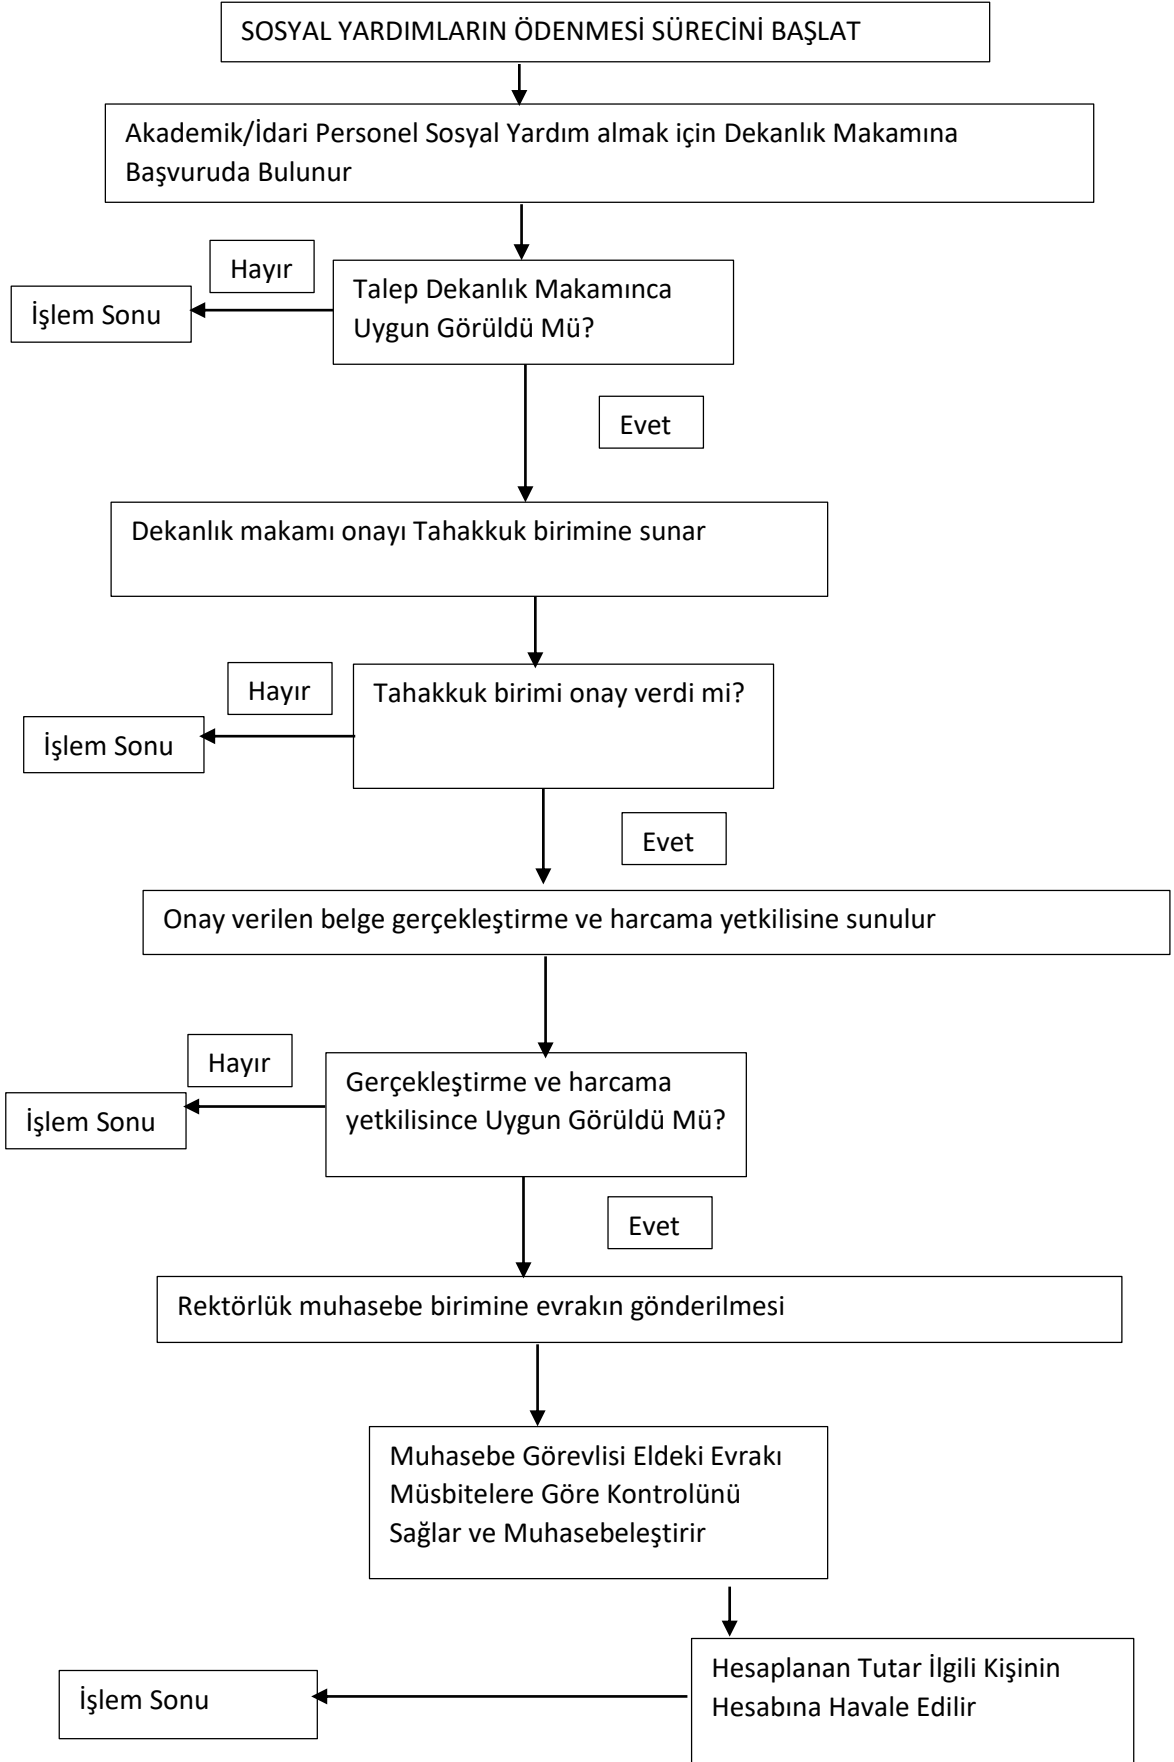 SOSYAL YARDIMLARIN ÖDENMESİ SÜRECİNİ BAŞLAT
Akademik/İdari Personel Sosyal Yardım almak için Dekanlık Makamına
Başvuruda Bulunur
Hayır
Talep Dekanlık Makamınca
Uygun Görüldü Mü?
İşlem Sonu
Evet
Dekanlık makamı onayı Tahakkuk birimine sunar
Hayır
Tahakkuk birimi onay verdi mi?
İşlem Sonu
Evet
Onay verilen belge gerçekleştirme ve harcama yetkilisine sunulur
Hayır
Gerçekleştirme ve harcama
yetkilisince Uygun Görüldü Mü?
İşlem Sonu
Evet
Rektörlük muhasebe birimine evrakın gönderilmesi
Muhasebe Görevlisi Eldeki Evrakı
Müsbitelere Göre Kontrolünü
Sağlar ve Muhasebeleştirir
Hesaplanan Tutar İlgili Kişinin
Hesabına Havale Edilir
İşlem Sonu